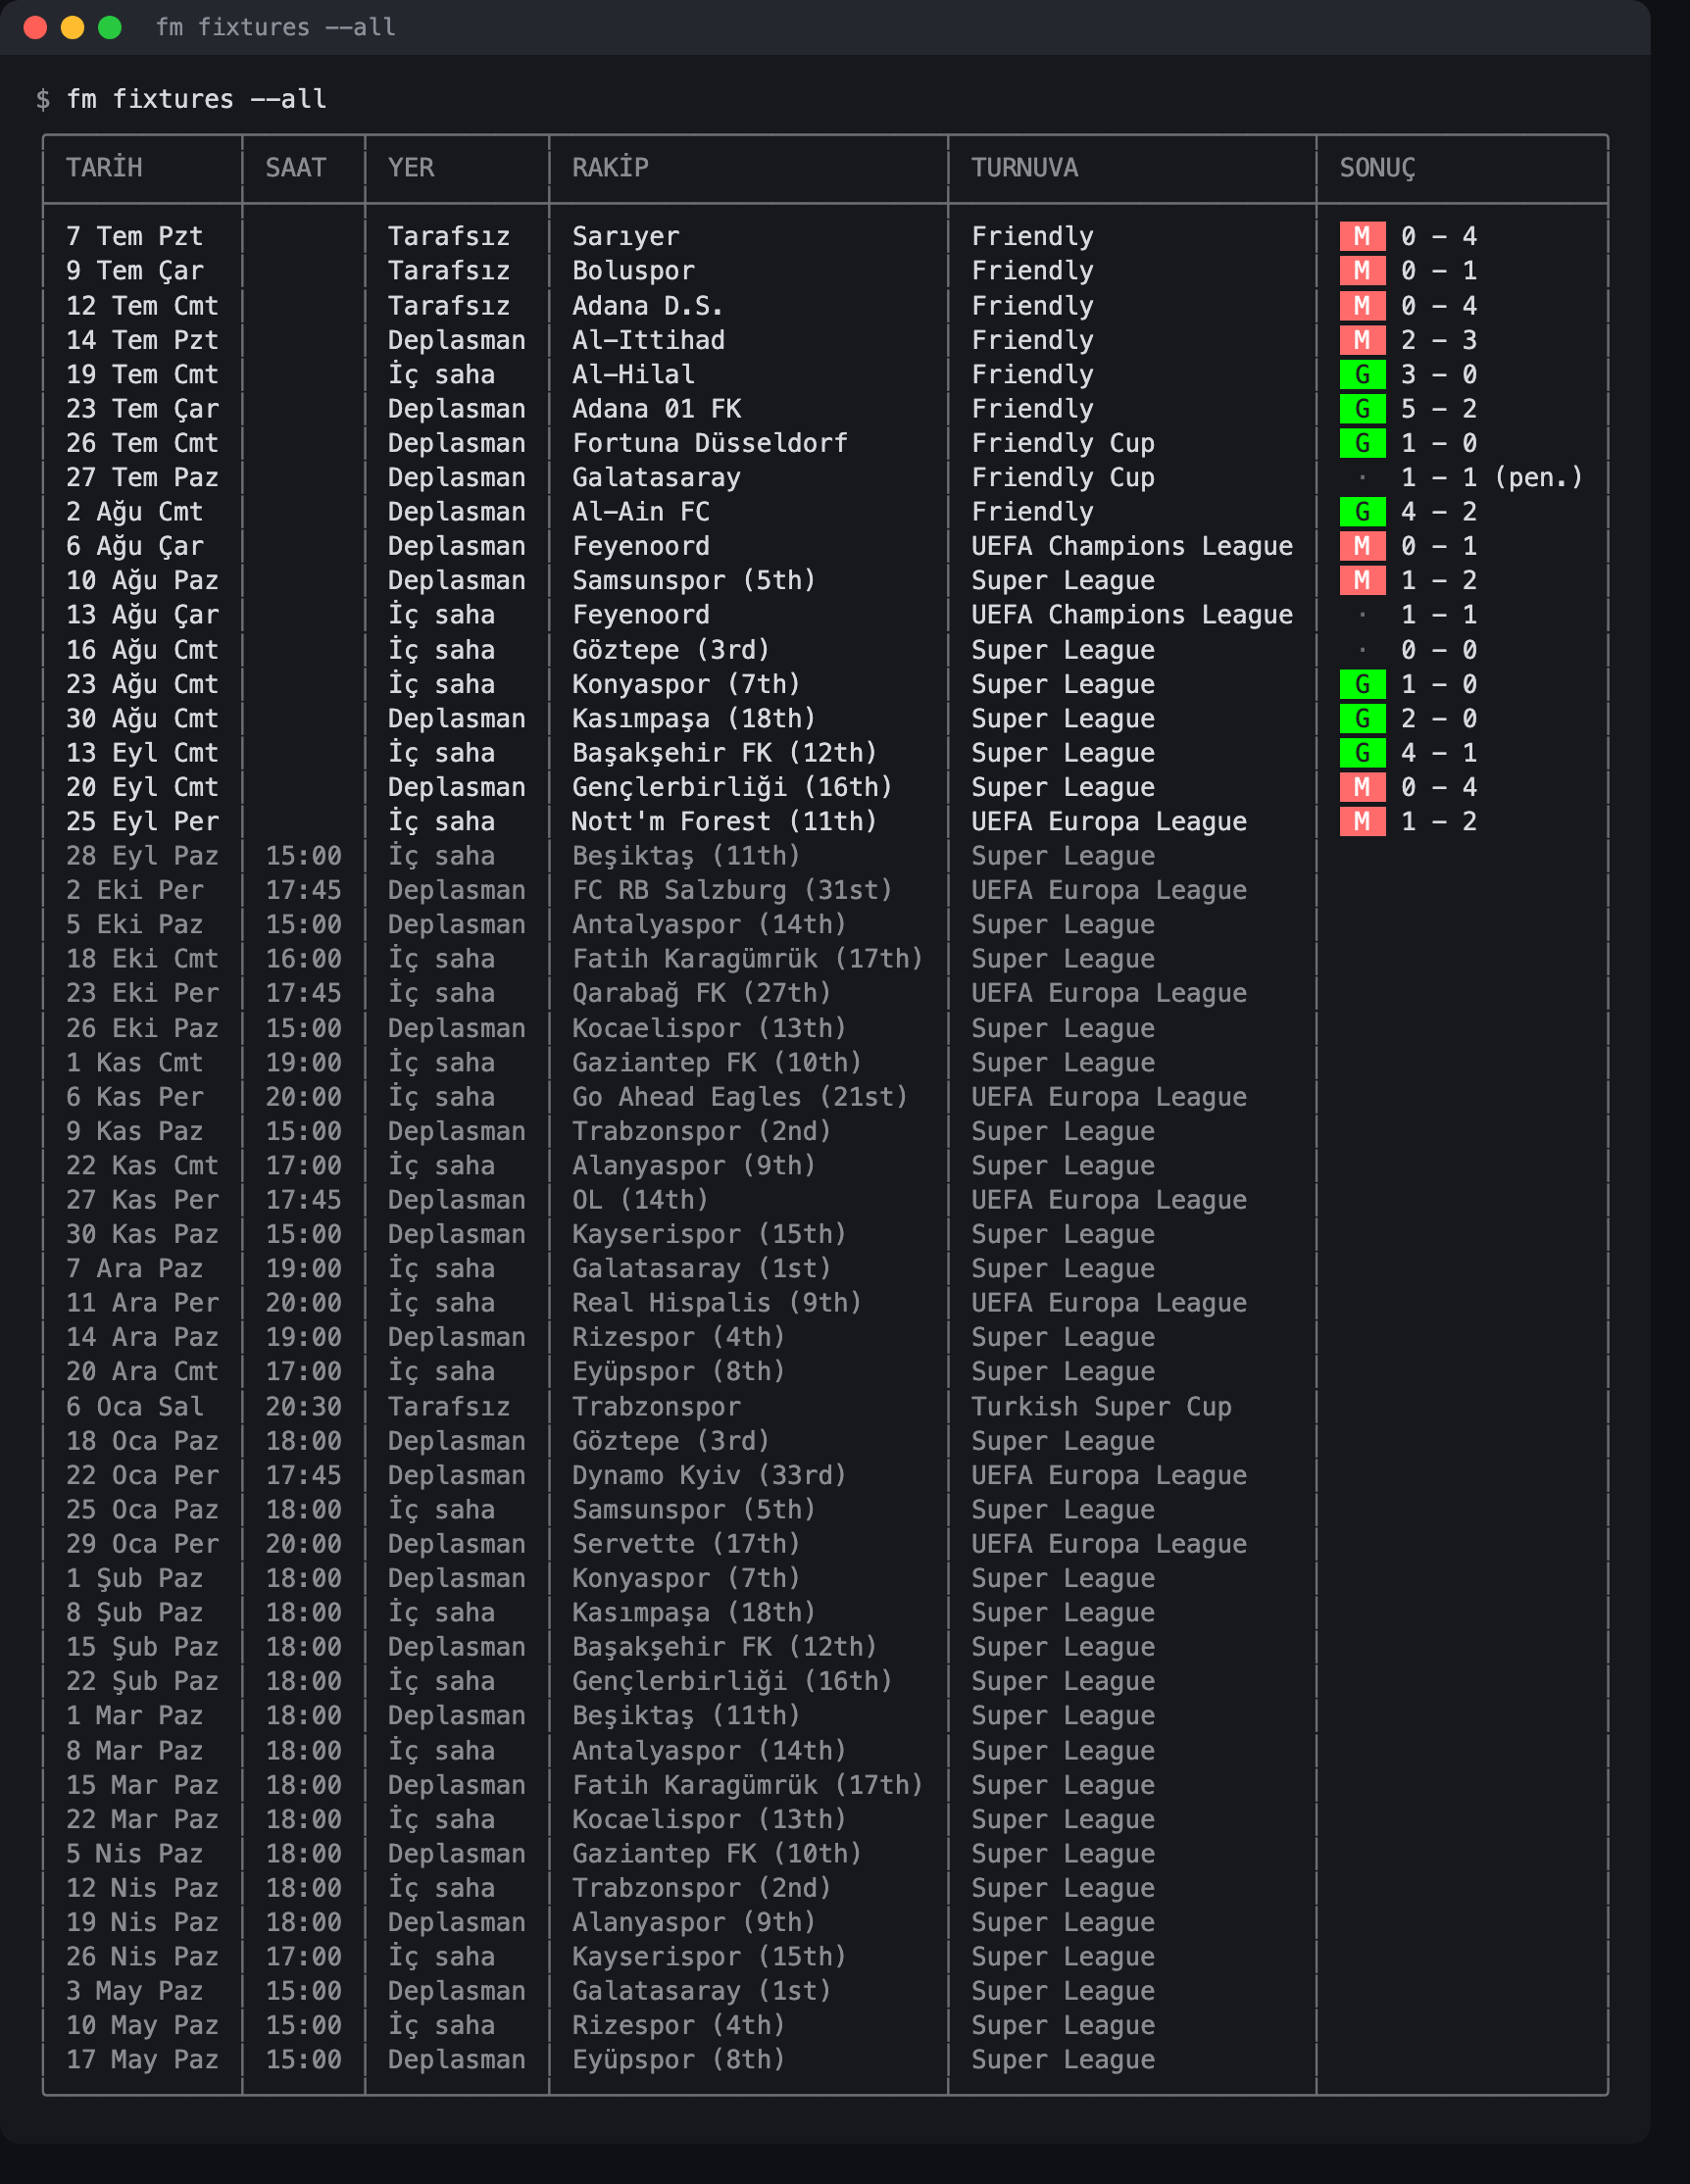 fm fixtures --all
$ fm fixtures --all
TARİH SAAT YER RAKİP TURNUVA SONUÇ
7 Tem Pzt Tarafsız Sarıyer Friendly M 0 – 4
9 Tem Çar Tarafsız Boluspor Friendly M 0 – 1
12 Tem Cmt Tarafsız Adana D.S. Friendly M 0 – 4
14 Tem Pzt Deplasman Al-Ittihad Friendly M 2 – 3
19 Tem Cmt İç saha Al-Hilal Friendly G 3 – 0
23 Tem Çar Deplasman Adana 01 FK Friendly G 5 – 2
26 Tem Cmt Deplasman Fortuna Düsseldorf Friendly Cup G 1 – 0
27 Tem Paz Deplasman Galatasaray Friendly Cup · 1 – 1 (pen.)
2 Ağu Cmt Deplasman Al-Ain FC Friendly G 4 – 2
6 Ağu Çar Deplasman Feyenoord UEFA Champions League M 0 – 1
10 Ağu Paz Deplasman Samsunspor (5th) Super League M 1 – 2
13 Ağu Çar İç saha Feyenoord UEFA Champions League · 1 – 1
16 Ağu Cmt İç saha Göztepe (3rd) Super League · 0 – 0
23 Ağu Cmt İç saha Konyaspor (7th) Super League G 1 – 0
30 Ağu Cmt Deplasman Kasımpaşa (18th) Super League G 2 – 0
13 Eyl Cmt İç saha Başakşehir FK (12th) Super League G 4 – 1
20 Eyl Cmt Deplasman Gençlerbirliği (16th) Super League M 0 – 4
25 Eyl Per İç saha Nott'm Forest (11th) UEFA Europa League M 1 – 2
28 Eyl Paz 15:00 İç saha Beşiktaş (11th) Super League
2 Eki Per 17:45 Deplasman FC RB Salzburg (31st) UEFA Europa League
5 Eki Paz 15:00 Deplasman Antalyaspor (14th) Super League
18 Eki Cmt 16:00 İç saha Fatih Karagümrük (17th) Super League
23 Eki Per 17:45 İç saha Qarabağ FK (27th) UEFA Europa League
26 Eki Paz 15:00 Deplasman Kocaelispor (13th) Super League
1 Kas Cmt 19:00 İç saha Gaziantep FK (10th) Super League
6 Kas Per 20:00 İç saha Go Ahead Eagles (21st) UEFA Europa League
9 Kas Paz 15:00 Deplasman Trabzonspor (2nd) Super League
22 Kas Cmt 17:00 İç saha Alanyaspor (9th) Super League
27 Kas Per 17:45 Deplasman OL (14th) UEFA Europa League
30 Kas Paz 15:00 Deplasman Kayserispor (15th) Super League
7 Ara Paz 19:00 İç saha Galatasaray (1st) Super League
11 Ara Per 20:00 İç saha Real Hispalis (9th) UEFA Europa League
14 Ara Paz 19:00 Deplasman Rizespor (4th) Super League
20 Ara Cmt 17:00 İç saha Eyüpspor (8th) Super League
6 Oca Sal 20:30 Tarafsız Trabzonspor Turkish Super Cup
18 Oca Paz 18:00 Deplasman Göztepe (3rd) Super League
22 Oca Per 17:45 Deplasman Dynamo Kyiv (33rd) UEFA Europa League
25 Oca Paz 18:00 İç saha Samsunspor (5th) Super League
29 Oca Per 20:00 Deplasman Servette (17th) UEFA Europa League
1 Şub Paz 18:00 Deplasman Konyaspor (7th) Super League
8 Şub Paz 18:00 İç saha Kasımpaşa (18th) Super League
15 Şub Paz 18:00 Deplasman Başakşehir FK (12th) Super League
22 Şub Paz 18:00 İç saha Gençlerbirliği (16th) Super League
1 Mar Paz 18:00 Deplasman Beşiktaş (11th) Super League
8 Mar Paz 18:00 İç saha Antalyaspor (14th) Super League
15 Mar Paz 18:00 Deplasman Fatih Karagümrük (17th) Super League
22 Mar Paz 18:00 İç saha Kocaelispor (13th) Super League
5 Nis Paz 18:00 Deplasman Gaziantep FK (10th) Super League
12 Nis Paz 18:00 İç saha Trabzonspor (2nd) Super League
19 Nis Paz 18:00 Deplasman Alanyaspor (9th) Super League
26 Nis Paz 17:00 İç saha Kayserispor (15th) Super League
3 May Paz 15:00 Deplasman Galatasaray (1st) Super League
10 May Paz 15:00 İç saha Rizespor (4th) Super League
17 May Paz 15:00 Deplasman Eyüpspor (8th) Super League